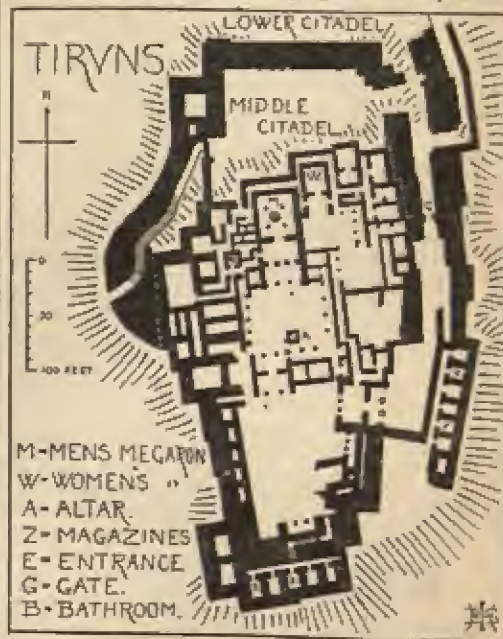 LOWER CITADEL
TIRVNS
MIDDLE
CITADEL
N
0
50
100 FEET
W
M-MENS MEGARON
W-WOMENS "
A-ALTAR.
Z-MAGAZINES
E-ENTRANCE
G-GATE.
B-BATHROOM.